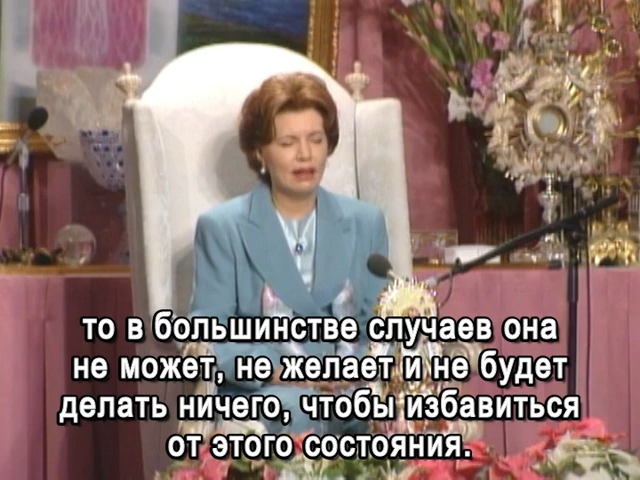 то в большинстве случаев она
не может, не желает и не будет
делать ничего, чтобы избавиться
от этого состояния.